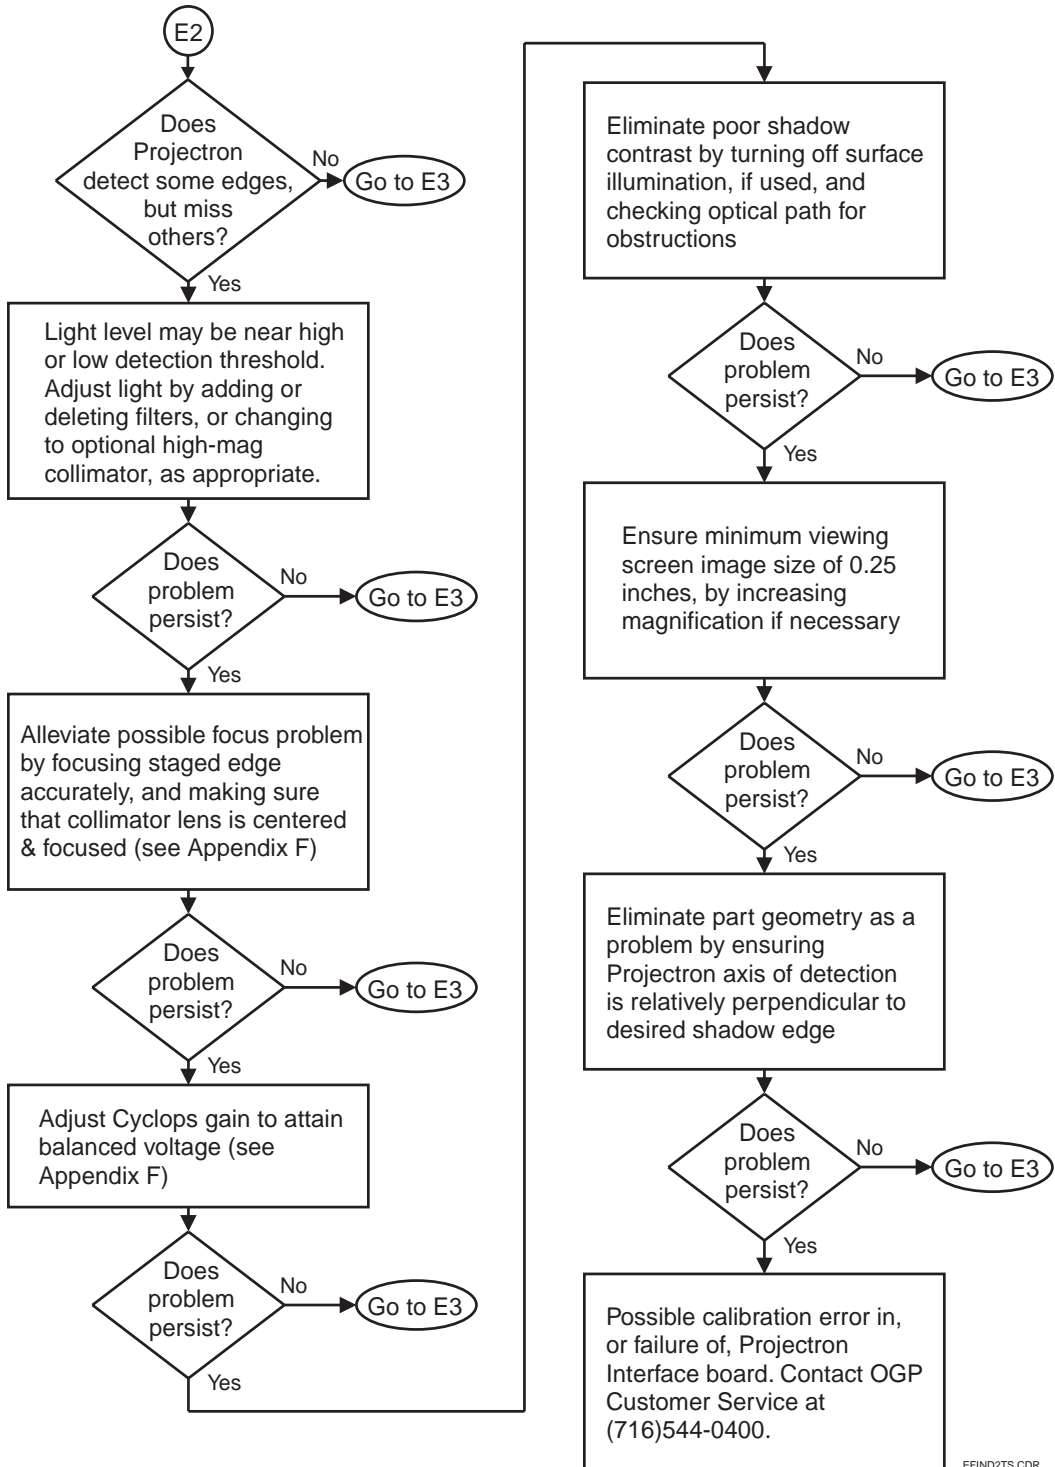 E2
Does
Projectron
detect some edges,
but miss
others?
No
Go to E3
Yes
Light level may be near high
or low detection threshold.
Adjust light by adding or
deleting filters, or changing
to optional high-mag
collimator, as appropriate.
Does
problem
persist?
No
Go to E3
Yes
Alleviate possible focus problem
by focusing staged edge
accurately, and making sure
that collimator lens is centered
& focused (see Appendix F)
Does
problem
persist?
No
Go to E3
Yes
Adjust Cyclops gain to attain
balanced voltage (see
Appendix F)
Does
problem
persist?
No
Go to E3
Yes
Eliminate poor shadow
contrast by turning off surface
illumination, if used, and
checking optical path for
obstructions
Does
problem
persist?
No
Go to E3
Yes
Ensure minimum viewing
screen image size of 0.25
inches, by increasing
magnification if necessary
Does
problem
persist?
No
Go to E3
Yes
Eliminate part geometry as a
problem by ensuring
Projectron axis of detection
is relatively perpendicular to
desired shadow edge
Does
problem
persist?
No
Go to E3
Yes
Possible calibration error in,
or failure of, Projectron
Interface board. Contact OGP
Customer Service at
(716)544-0400.
EFIND2TS.CDR